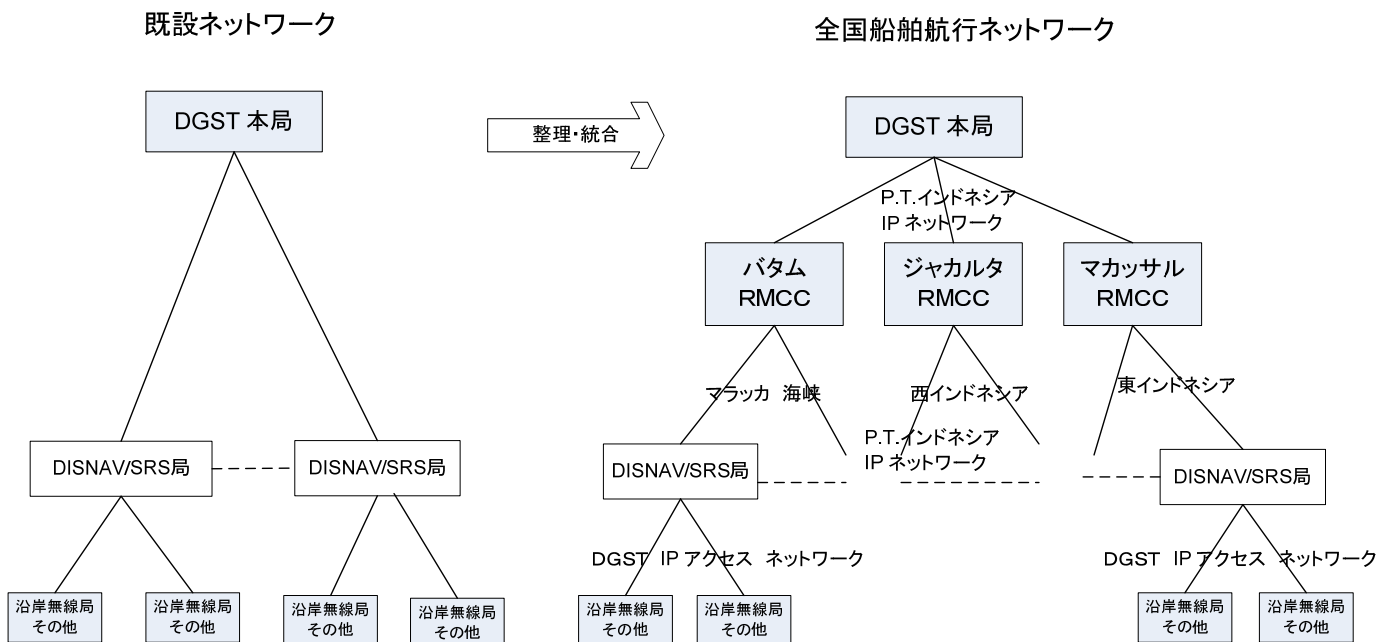 既設ネットワーク
全国船舶航行ネットワーク
DGST 本局
整理・統合
DGST 本局
P.T.インドネシア
IP ネットワーク
バタム
RMCC
ジャカルタ
RMCC
マカッサル
RMCC
マラッカ 海峡
西インドネシア
東インドネシア
P.T.インドネシア
IP ネットワーク
DISNAV/SRS局
DISNAV/SRS局
DISNAV/SRS局
DISNAV/SRS局
DGST IP アクセス ネットワーク
DGST IP アクセス ネットワーク
沿岸無線局
その他
沿岸無線局
その他
沿岸無線局
その他
沿岸無線局
その他
沿岸無線局
その他
沿岸無線局
その他
沿岸無線局
その他
沿岸無線局
その他